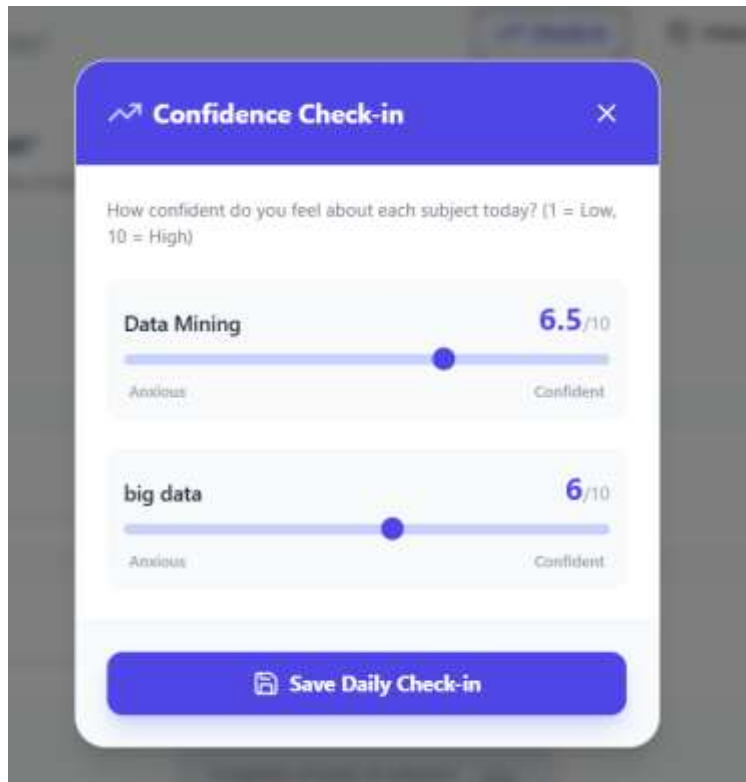 Confidence Check-in
How confident do you feel about each subject today? (1 = Low,
10 = High)
Data Mining 6.5/10
Anxious Confident
big data 6/10
Anxious Confident
Save Daily Check-in